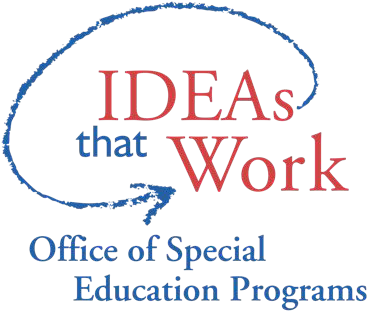 IDEAs
that Work
Office of Special
Education Programs